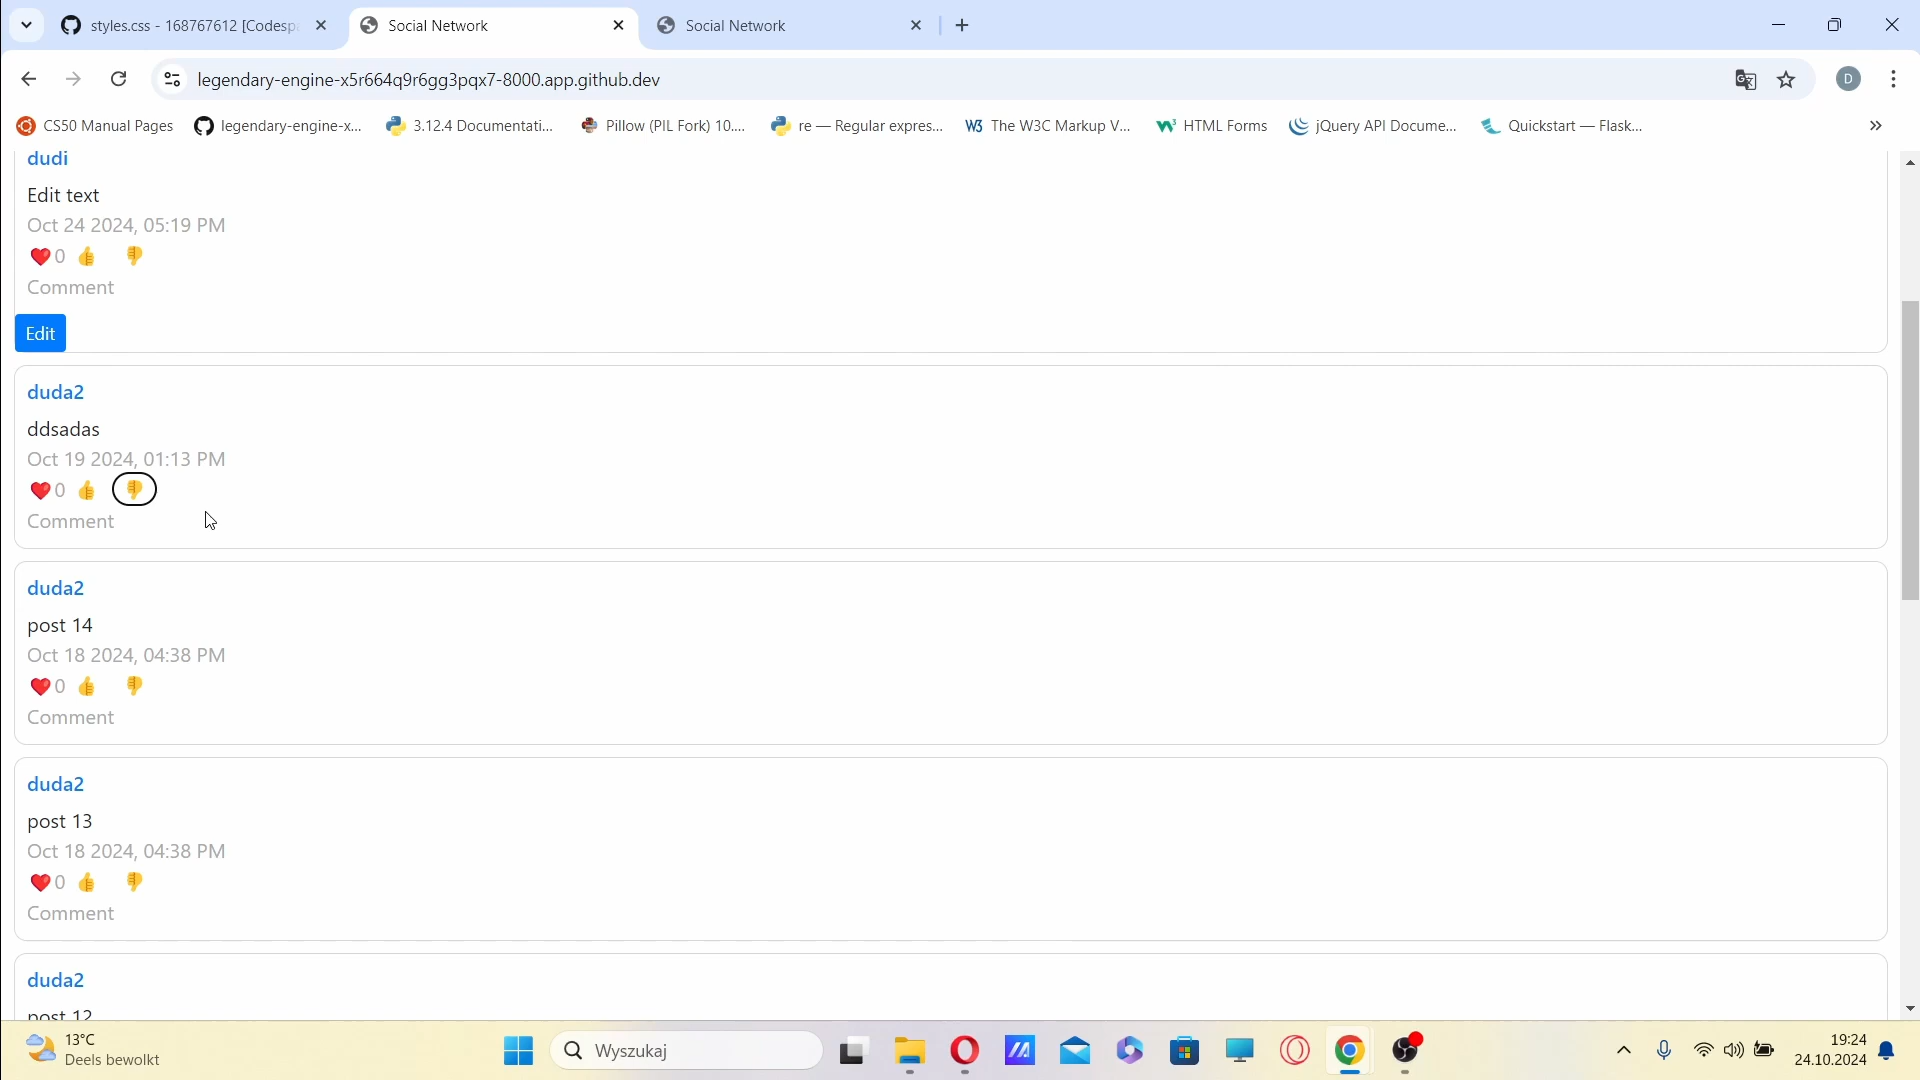 styles.css - 168767612 [Codesp
Social Network
Social Network
legendary-engine-x5r664q9r6gg3pqx7-8000.app.github.dev
D
CS50 Manual Pages
legendary-engine-x...
3.12.4 Documentati...
Pillow (PIL Fork) 10....
re — Regular expres...
The W3C Markup V...
HTML Forms
jQuery API Docume...
Quickstart — Flask...
dudi
Edit text
Oct 24 2024, 05:19 PM
0
Comment
Edit
duda2
ddsadas
Oct 19 2024, 01:13 PM
0
Comment
duda2
post 14
Oct 18 2024, 04:38 PM
0
Comment
duda2
post 13
Oct 18 2024, 04:38 PM
0
Comment
duda2
post 12
13°C
Deels bewolkt
Wyszukaj
19:24
24.10.2024